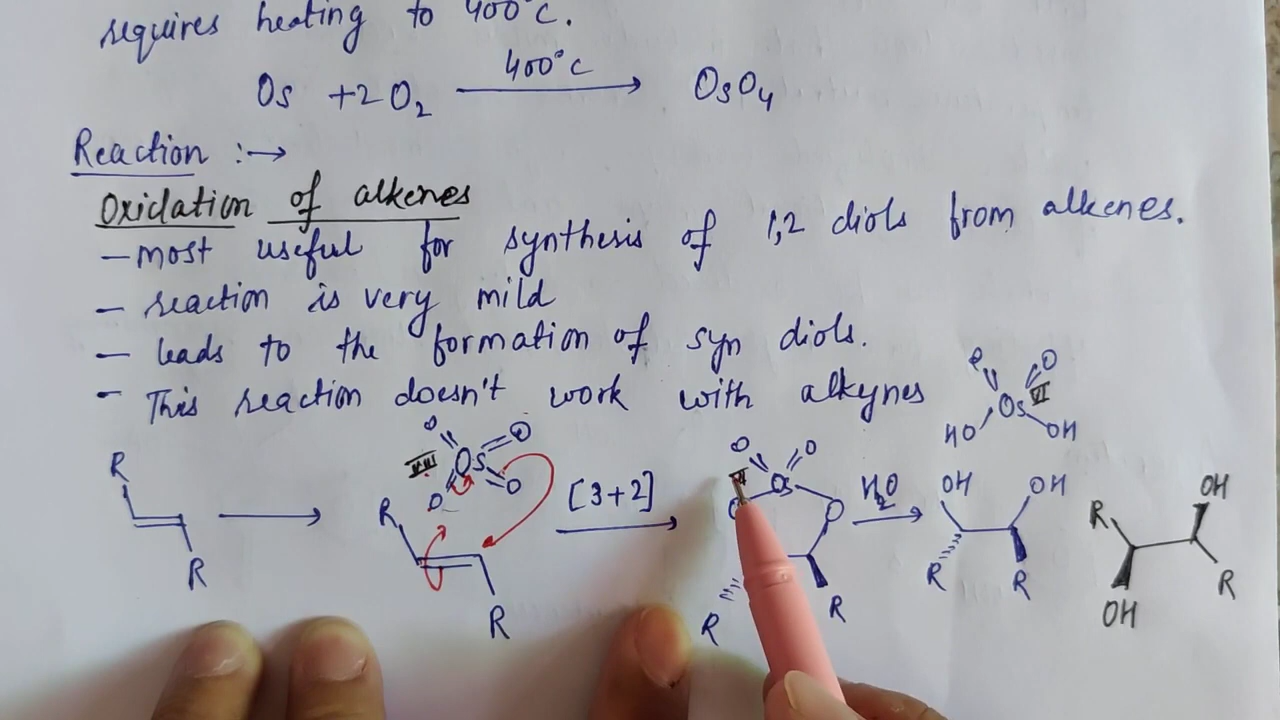 requires heating to 400°C.
Os + 2O₂ 400°C → OsO₄
Reaction :→
Oxidation of alkenes
– most useful for synthesis of 1,2 diols from alkenes.
– reaction is very mild
– leads to the formation of syn diols.
- This reaction doesn't work with alkynes
O O Os VI HO OH
R R → VIII O O Os O O R R [3+2] → VI O O Os O R R H₂O → OH OH R R R OH OH R